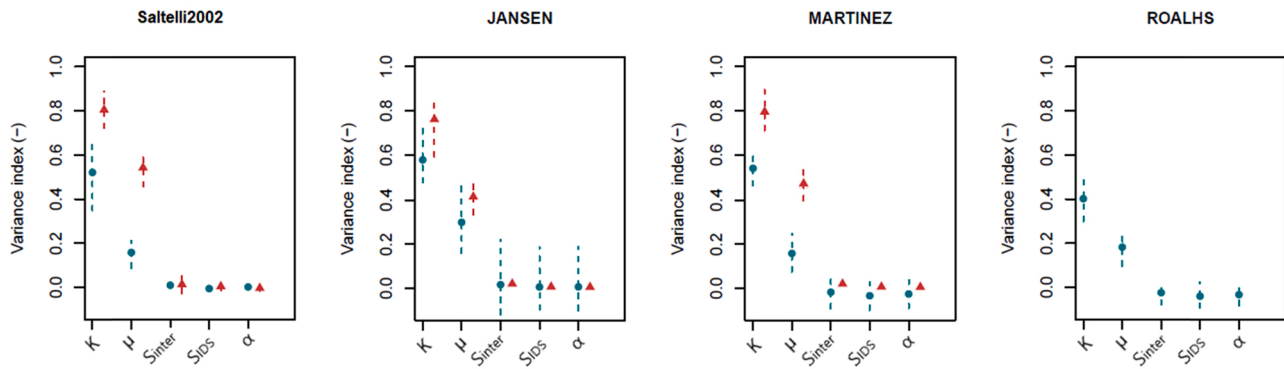 Saltelli2002
Variance index (−)
1.0
0.8
0.6
0.4
0.2
0.0
K
μ
Sinter
SIDS
α
JANSEN
Variance index (−)
1.0
0.8
0.6
0.4
0.2
0.0
K
μ
Sinter
SIDS
α
MARTINEZ
Variance index (−)
1.0
0.8
0.6
0.4
0.2
0.0
K
μ
Sinter
SIDS
α
ROALHS
Variance index (−)
1.0
0.8
0.6
0.4
0.2
0.0
K
μ
Sinter
SIDS
α